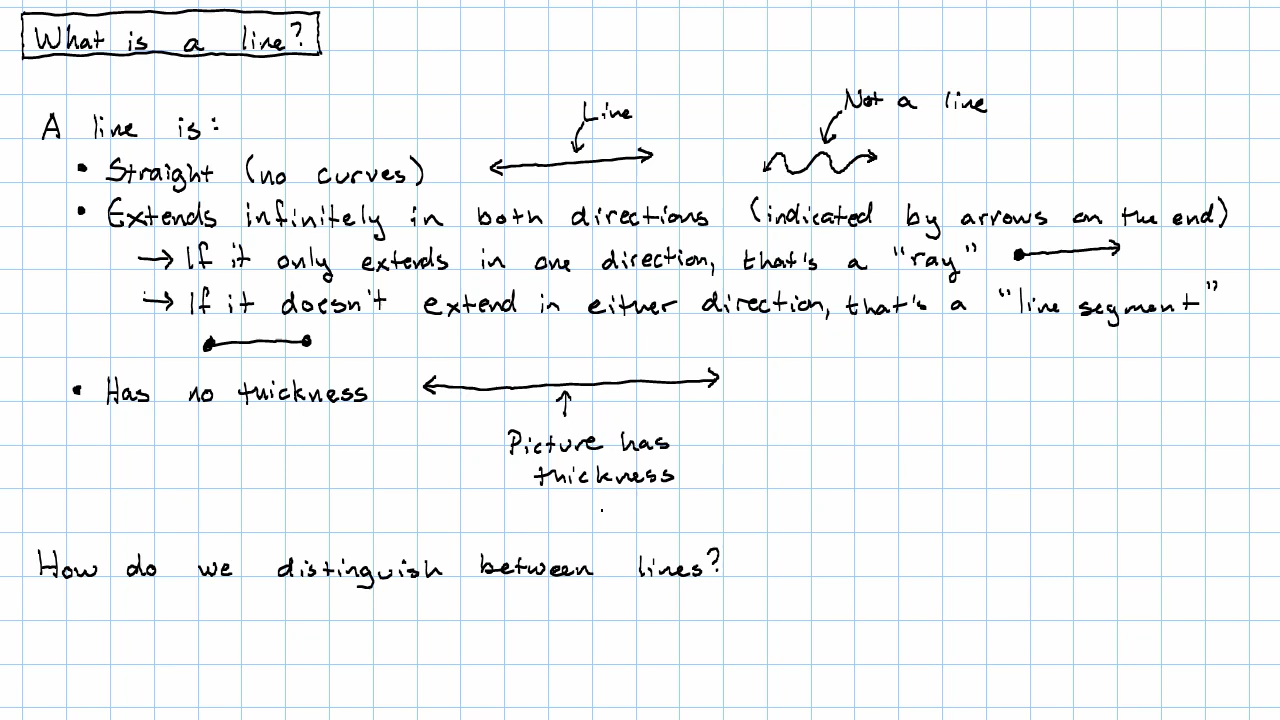 What is a line?
Line
Not a line
A line is:
• Straight (no curves)
• Extends infinitely in both directions (indicated by arrows on the end)
→ If it only extends in one direction, that's a "ray"
→ If it doesn't extend in either direction, that's a "line segment"
• Has no thickness
Picture has
thickness
How do we distinguish between lines?